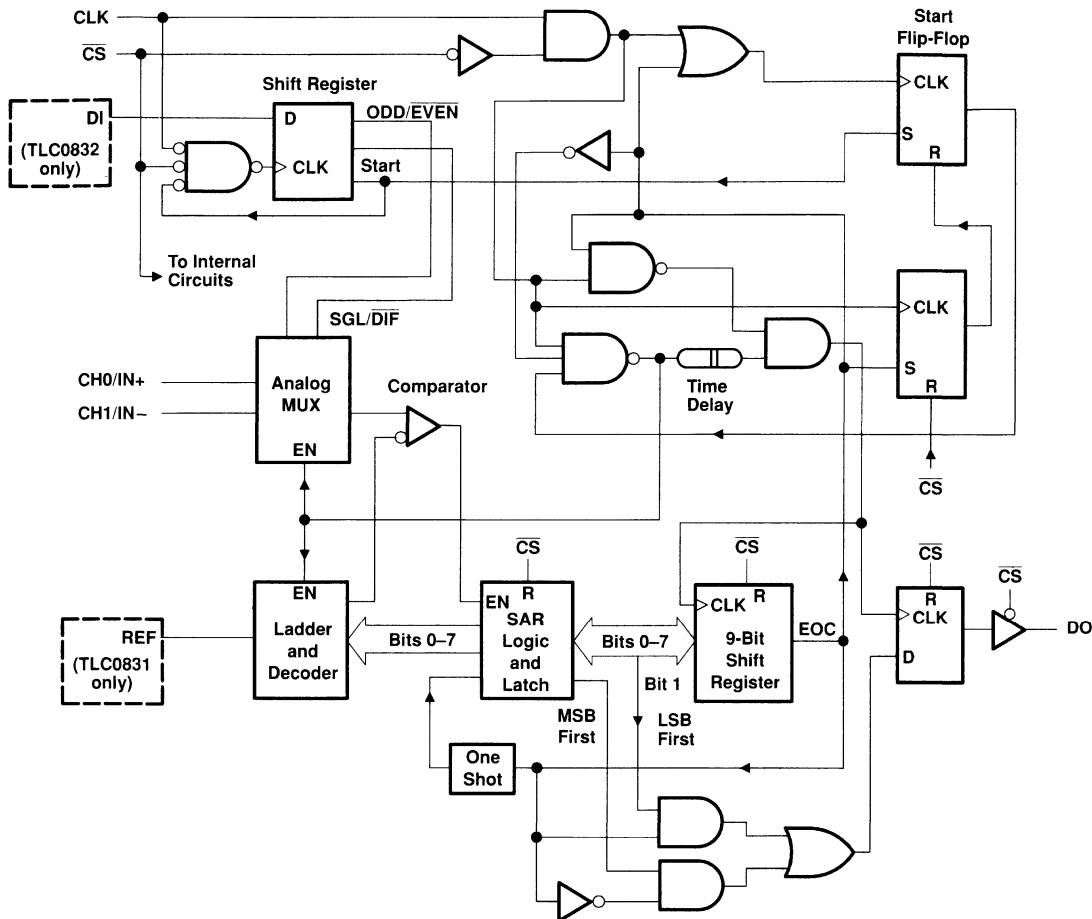 CLK
CS
Start
Flip-Flop
CLK
S
R
Shift Register
DI
(TLC0832
only)
D
CLK
ODD/EVEN
Start
To Internal
Circuits
SGL/DIF
CLK
S
R
CS
Time
Delay
CH0/IN+
CH1/IN–
Analog
MUX
EN
Comparator
REF
(TLC0831
only)
EN
Ladder
and
Decoder
Bits 0–7
CS
R
EN
SAR
Logic
and
Latch
Bits 0–7
Bit 1
CS
R
CLK
9-Bit
Shift
Register
EOC
CS
R
CLK
D
CS
DO
MSB
First
LSB
First
One
Shot